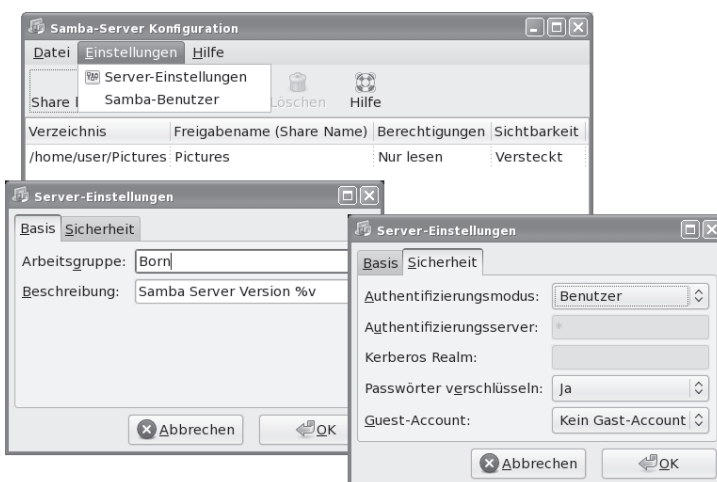 Samba-Server Konfiguration
Datei Einstellungen Hilfe
Server-Einstellungen
Samba-Benutzer
Share Löschen Hilfe
Verzeichnis Freigabename (Share Name) Berechtigungen Sichtbarkeit
/home/user/Pictures Pictures Nur lesen Versteckt
Server-Einstellungen
Basis Sicherheit
Arbeitsgruppe: Born
Beschreibung: Samba Server Version %v
Abbrechen OK
Server-Einstellungen
Basis Sicherheit
Authentifizierungsmodus: Benutzer
Authentifizierungsserver: *
Kerberos Realm:
Passwörter verschlüsseln: Ja
Guest-Account: Kein Gast-Account
Abbrechen OK